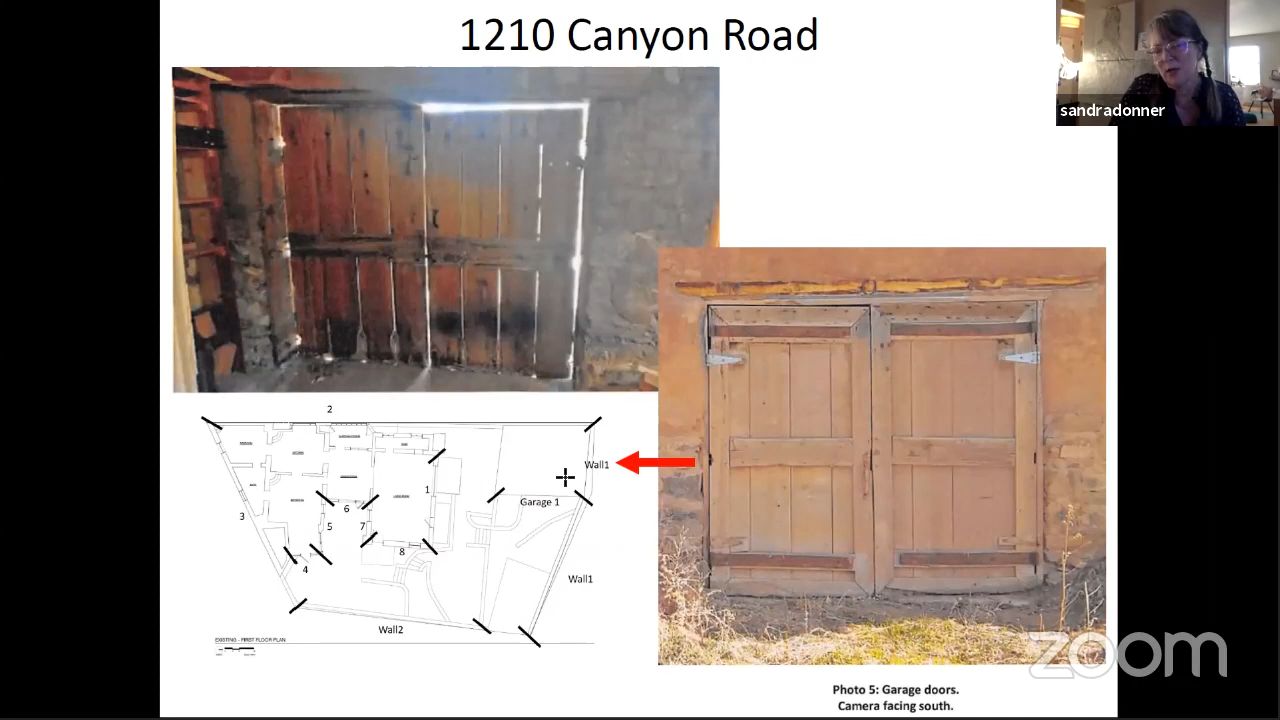 1210 Canyon Road
sandradonner
2
Wall1
1
Garage 1
6
3
5
7
8
4
Wall1
Wall2
EXISTING - FIRST FLOOR PLAN
zoom
Photo 5: Garage doors.
Camera facing south.